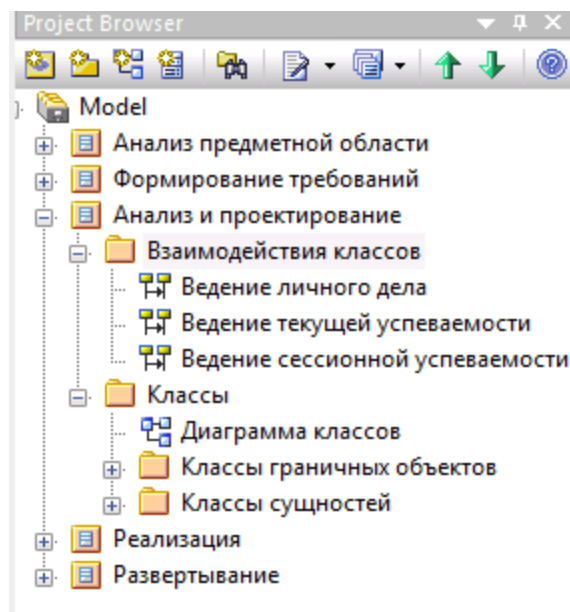 Project Browser
Model
Анализ предметной области
Формирование требований
Анализ и проектирование
Взаимодействия классов
Ведение личного дела
Ведение текущей успеваемости
Ведение сессионной успеваемости
Классы
Диаграмма классов
Классы граничных объектов
Классы сущностей
Реализация
Развертывание